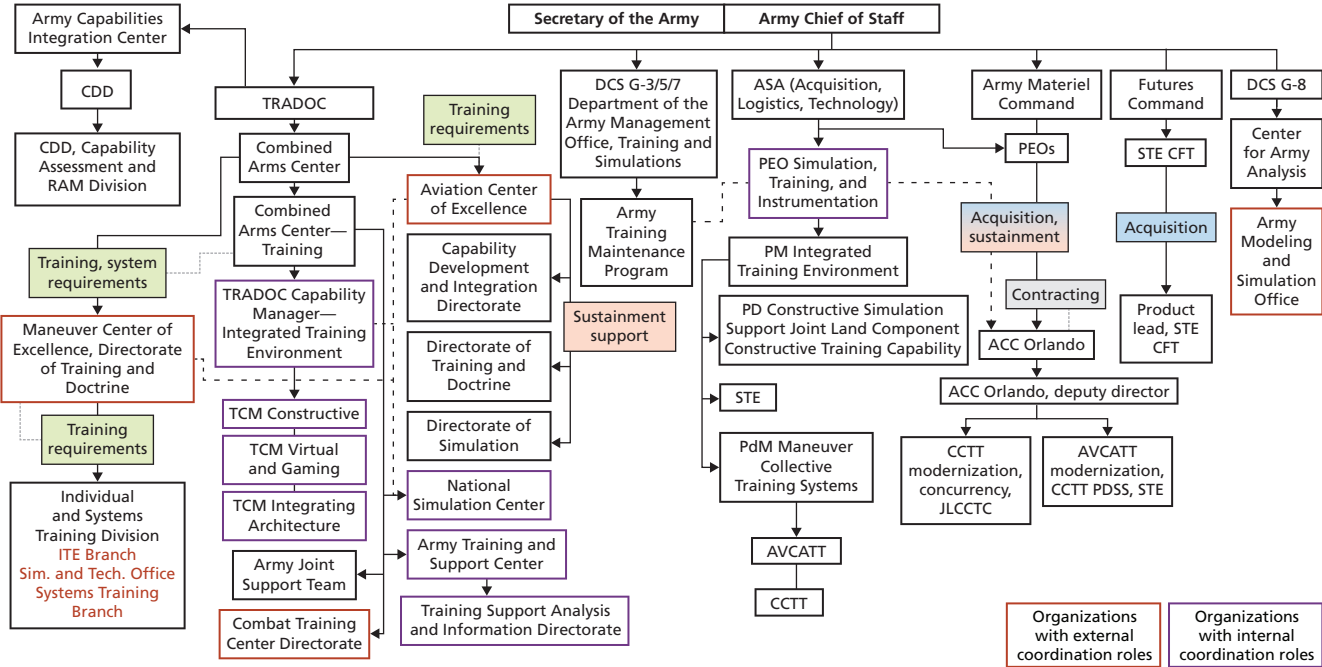 Secretary of the Army
Army Chief of Staff
Army Capabilities
Integration Center
CDD
CDD, Capability
Assessment and
RAM Division
TRADOC
Combined
Arms Center
Combined
Arms Center—
Training
Training, system
requirements
Maneuver Center of
Excellence, Directorate
of Training and
Doctrine
Training
requirements
Individual
and Systems
Training Division
ITE Branch
Sim. and Tech. Office
Systems Training
Branch
TRADOC Capability
Manager—
Integrated Training
Environment
TCM Constructive
TCM Virtual
and Gaming
TCM Integrating
Architecture
Army Joint
Support Team
Combat Training
Center Directorate
Training
requirements
Aviation Center
of Excellence
Capability
Development
and Integration
Directorate
Directorate
of Training and
Doctrine
Directorate of
Simulation
Sustainment
support
National
Simulation Center
Army Training and
Support Center
Training Support Analysis
and Information Directorate
DCS G-3/5/7
Department of the
Army Management
Office, Training and
Simulations
Army
Training
Maintenance
Program
ASA (Acquisition,
Logistics, Technology)
PEO Simulation,
Training, and
Instrumentation
PM Integrated
Training Environment
PD Constructive Simulation
Support Joint Land Component
Constructive Training Capability
STE
PdM Maneuver
Collective
Training Systems
AVCATT
CCTT
Army Materiel
Command
PEOs
Acquisition,
sustainment
Contracting
ACC Orlando
ACC Orlando, deputy director
CCTT
modernization,
concurrency,
JLCCTC
AVCATT
modernization,
CCTT PDSS, STE
Futures
Command
STE CFT
Acquisition
Product
lead, STE
CFT
DCS G-8
Center
for Army
Analysis
Army
Modeling
and
Simulation
Office
Organizations
with external
coordination roles
Organizations
with internal
coordination roles